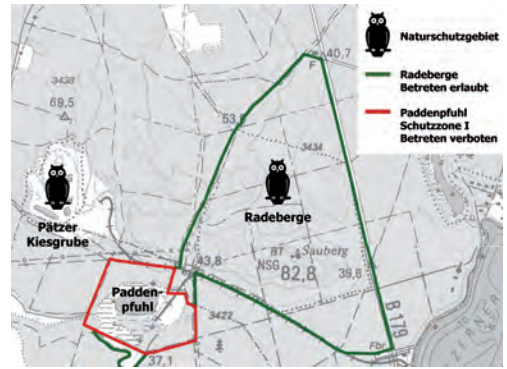 40,7
F
Naturschutzgebiet
Radeberge
Betreten erlaubt
Paddenpfuhl
Schutzzone I
Betreten verboten
3438
69,5
53,
3434
Pätzer
Kiesgrube
Radeberge
BT Sauberg
NSG
82,8
39,6
43,8
Padden-
pfuhl
3422
B 179
Fbr
37,1